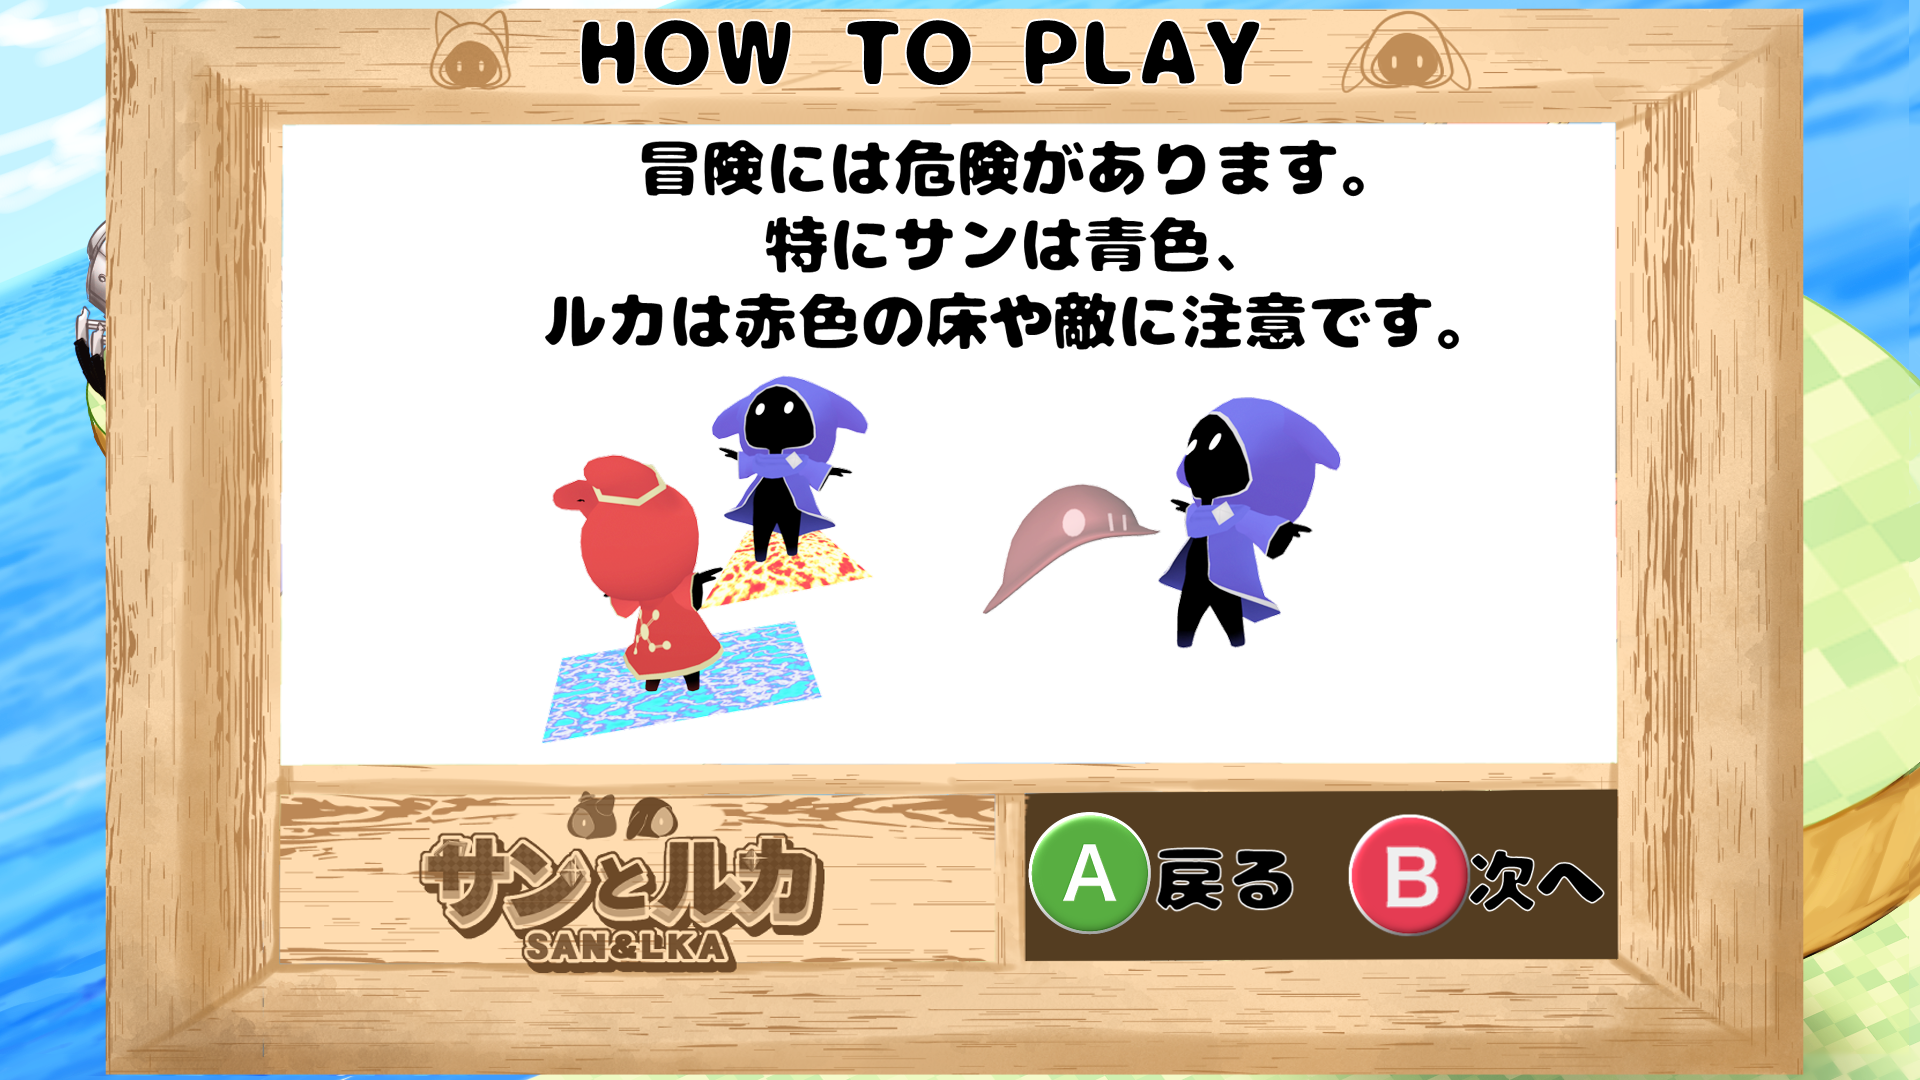 HOW TO PLAY
冒険には危険があります。
特にサンは青色、
ルカは赤色の床や敵に注意です。
サンとルカ
SAN&LKA
A 戻る
B 次へ